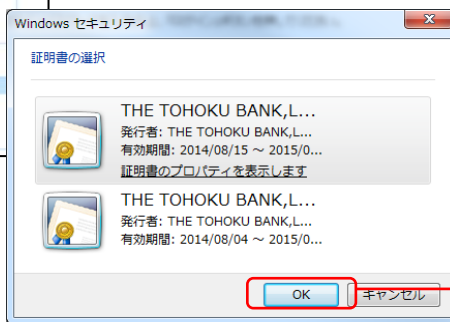 Windows セキュリティ
証明書の選択
THE TOHOKU BANK,L...
発行者: THE TOHOKU BANK,L...
有効期間: 2014/08/15 ～ 2015/0...
証明書のプロパティを表示します
THE TOHOKU BANK,L...
発行者: THE TOHOKU BANK,L...
有効期間: 2014/08/04 ～ 2015/0...
OK
キャンセル